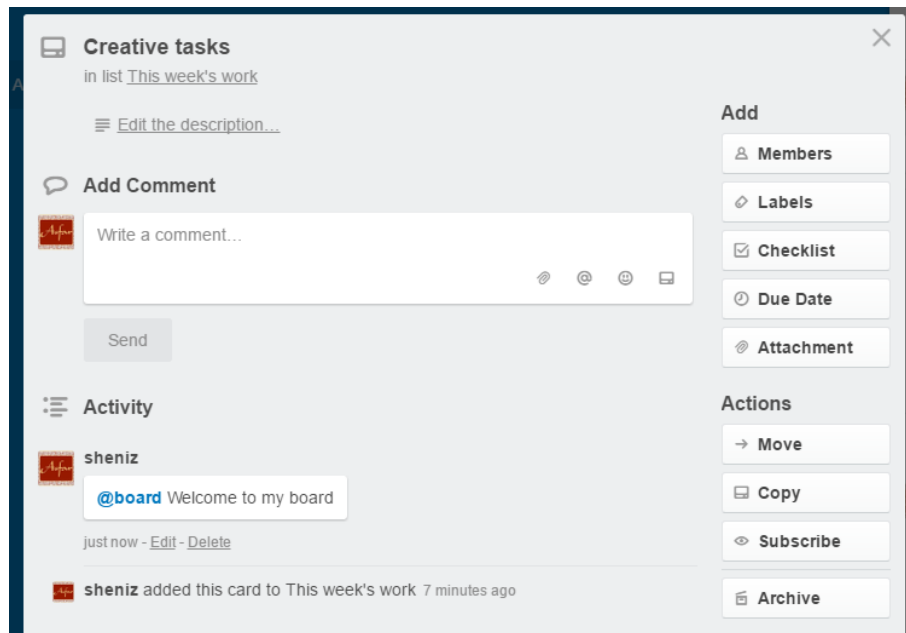 Creative tasks
in list This week's work
Edit the description...
Add Comment
Write a comment...
Send
Activity
sheniz
@board Welcome to my board
just now - Edit - Delete
sheniz added this card to This week's work 7 minutes ago
Add
Members
Labels
Checklist
Due Date
Attachment
Actions
Move
Copy
Subscribe
Archive